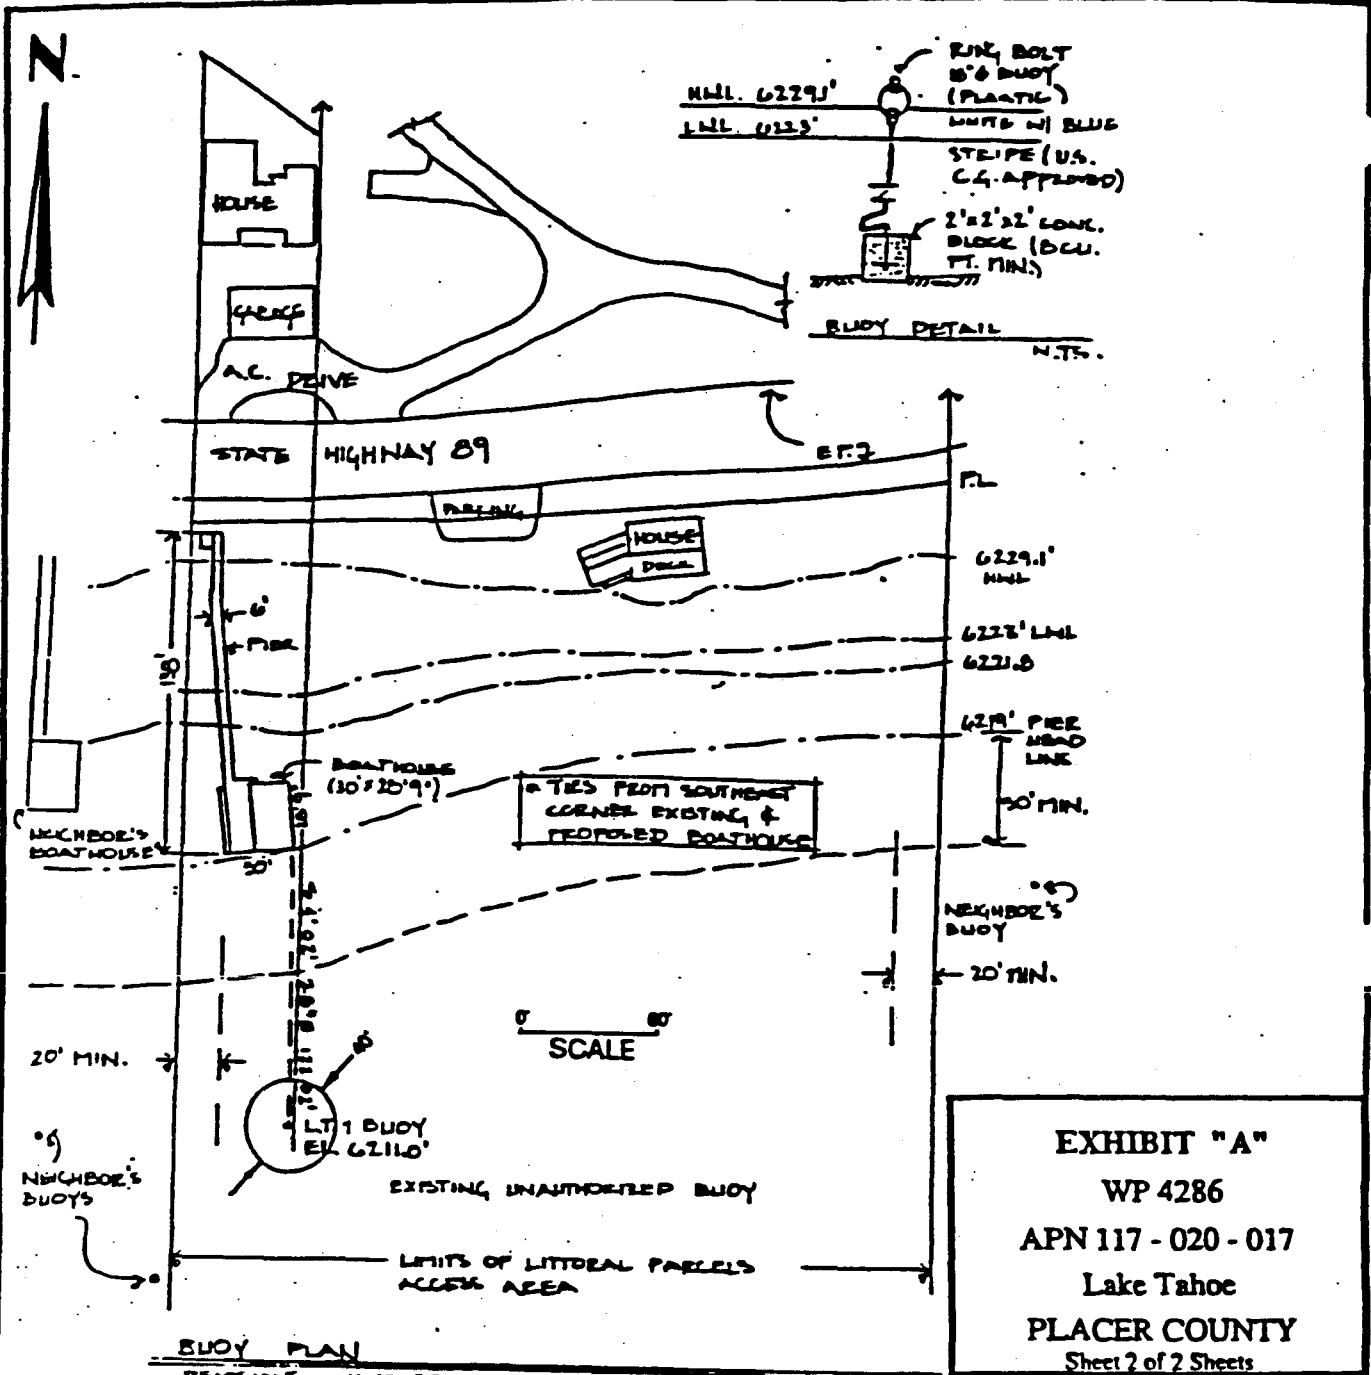 N
RING BOLT
18"Φ BUOY
(PLASTIC)
WHITE W/ BLUE
STRIPE (U.S.
C.G. APPROVED)
HWL. 6229.1'
LWL. 6223'
2'x2'x2' CONC.
BLOCK (8CU.
FT. MIN.)
BUOY DETAIL
N.T.S.
HOUSE
GARAGE
A.C. DRIVE
STATE HIGHWAY 89
P.L
PARKING
HOUSE
DECK
6229.1'
HWL
6'
PIER
6223' LWL
6221.8
6219' PIER
HEAD
LINE
BOATHOUSE
(30'x28'9")
TIES FROM SOUTHEAST
CORNER EXISTING &
PROPOSED BOATHOUSE
30' MIN.
NEIGHBOR'S
BOATHOUSE
30'
NEIGHBOR'S
BUOY
20' MIN.
0' 80'
SCALE
20' MIN.
L.T. 1 BUOY
EL 6211.0'
NEIGHBOR'S
BUOYS
EXISTING UNAUTHORIZED BUOY
LIMITS OF LITTORAL PARCELS
ACCESS AREA
BUOY PLAN
EXHIBIT "A"
WP 4286
APN 117 - 020 - 017
Lake Tahoe
PLACER COUNTY
Sheet 2 of 2 Sheets